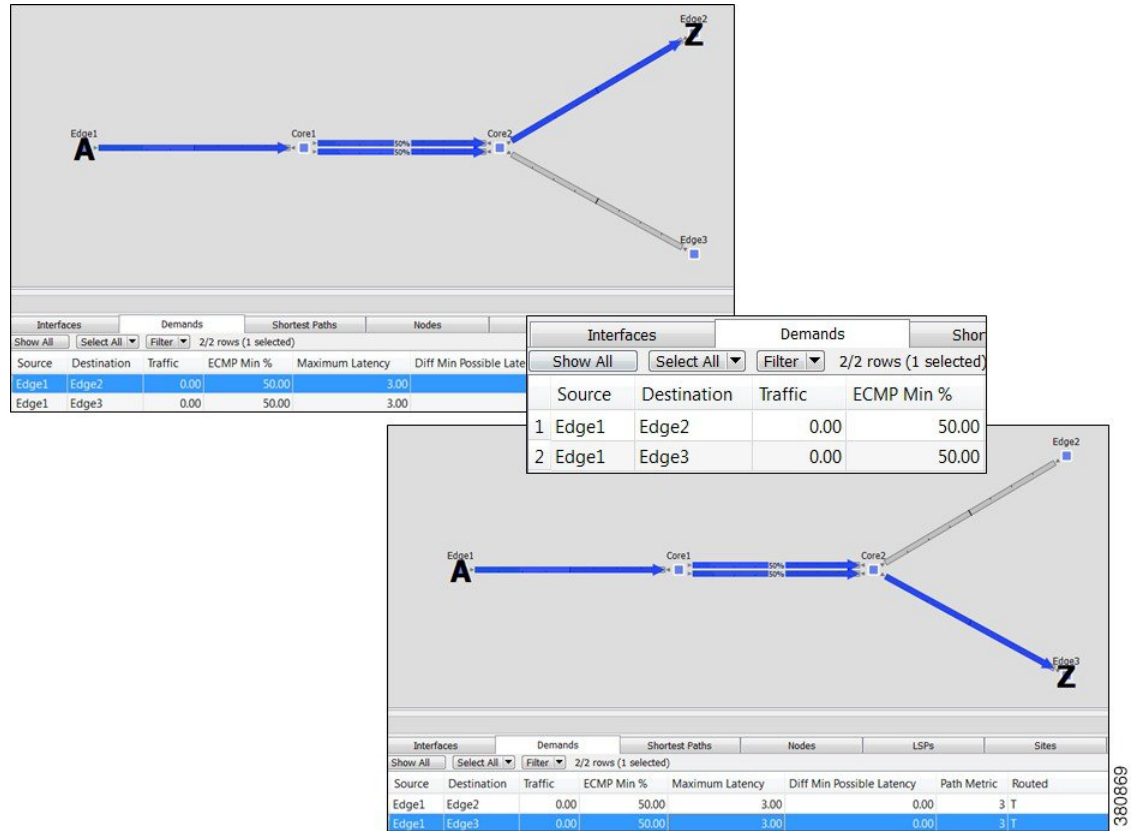 Edge2
Z
Edge1
A
Core1
50%
50%
Core2
Edge3
Interfaces Demands Shortest Paths Nodes
Show All Select All Filter 2/2 rows (1 selected)
Source Destination Traffic ECMP Min % Maximum Latency Diff Min Possible Late
Edge1 Edge2 0.00 50.00 3.00
Edge1 Edge3 0.00 50.00 3.00
Interfaces Demands Shor
Show All Select All Filter 2/2 rows (1 selected)
Source Destination Traffic ECMP Min %
1 Edge1 Edge2 0.00 50.00
2 Edge1 Edge3 0.00 50.00
Edge2
Edge1
A
Core1
50%
50%
Core2
Edge3
Z
Interfaces Demands Shortest Paths Nodes LSPs Sites
Show All Select All Filter 2/2 rows (1 selected)
Source Destination Traffic ECMP Min % Maximum Latency Diff Min Possible Latency Path Metric Routed
Edge1 Edge2 0.00 50.00 3.00 0.00 3 T
Edge1 Edge3 0.00 50.00 3.00 0.00 3 T
380869